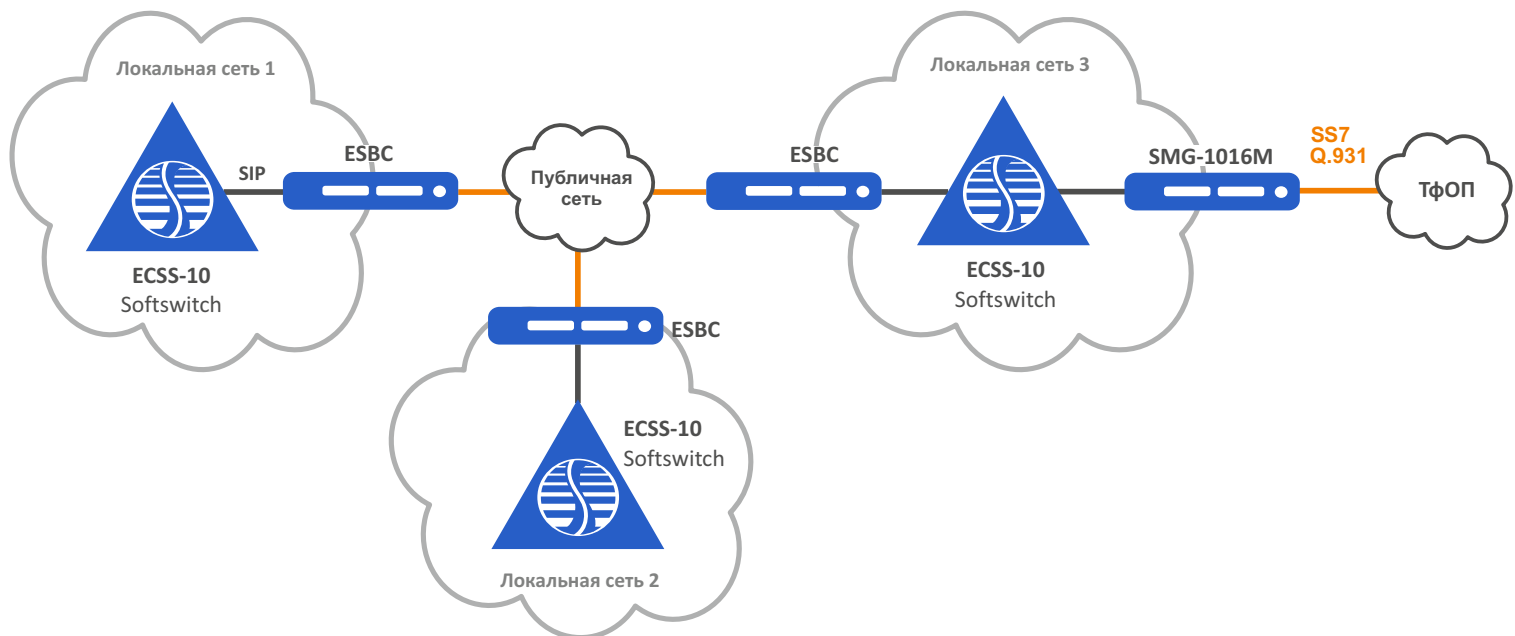 Локальная сеть 1
SIP
ESBC
ECSS-10
Softswitch
Публичная
сеть
ESBC
Локальная сеть 3
ECSS-10
Softswitch
SMG-1016M
SS7
Q.931
ТфОП
ESBC
ECSS-10
Softswitch
Локальная сеть 2